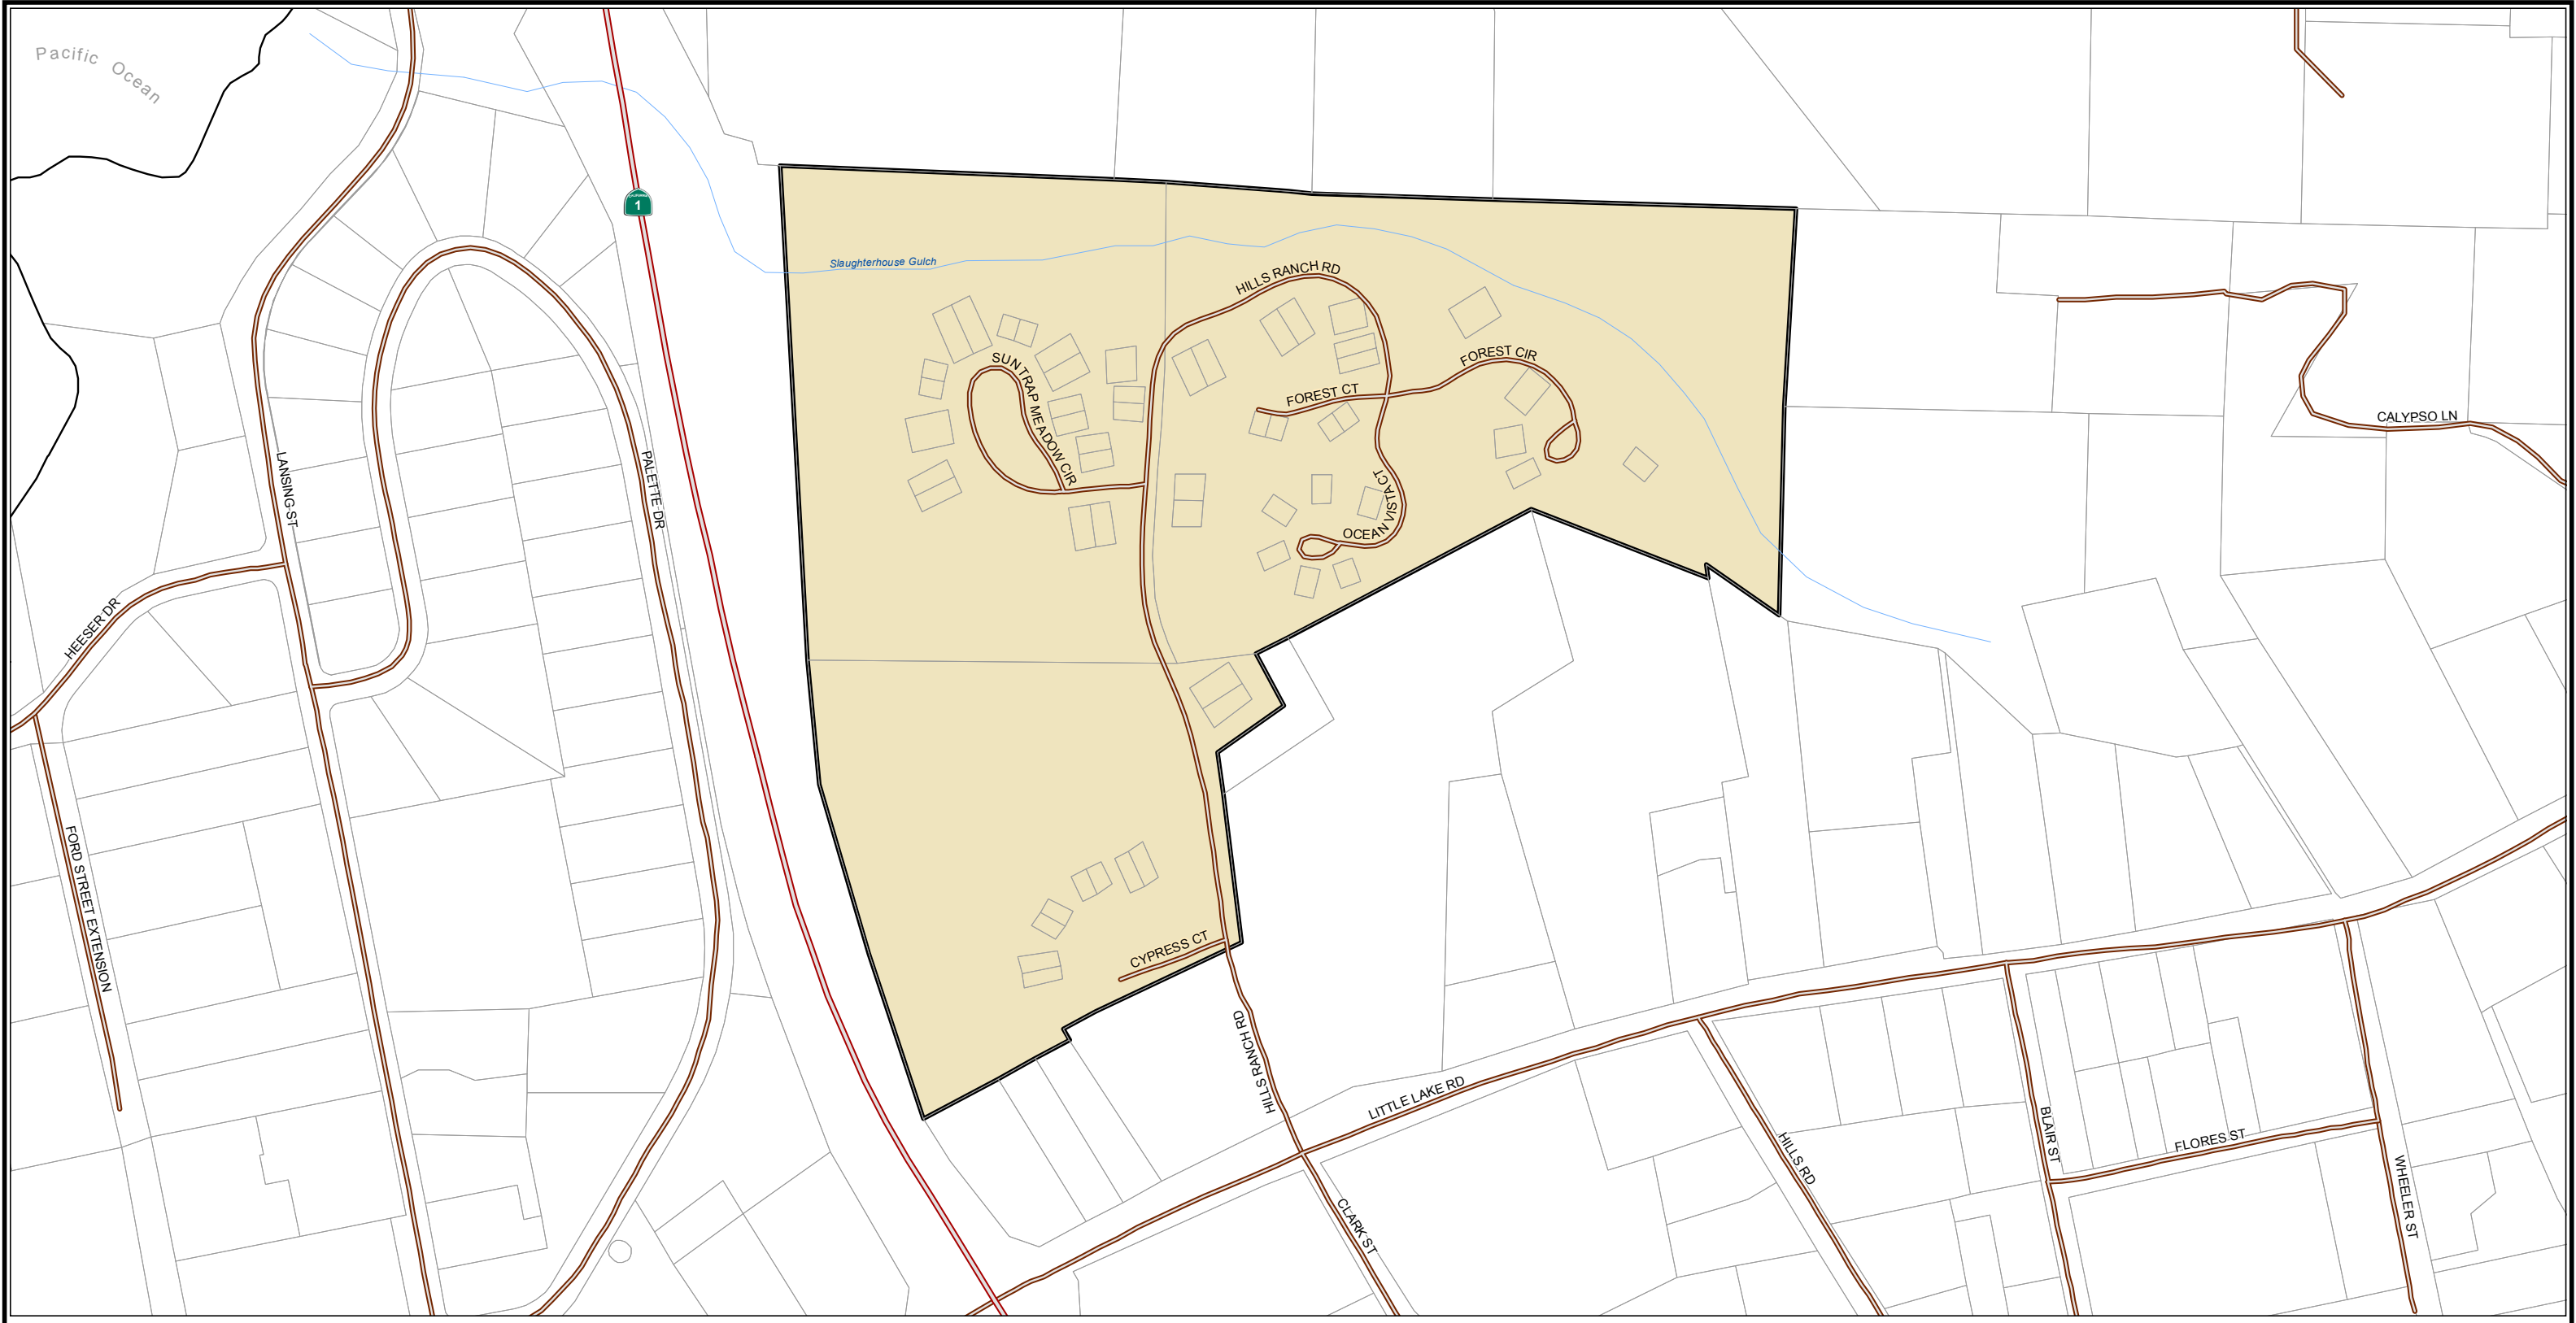 Pacific Ocean
1
Slaughterhouse Gulch
HILLS RANCH RD
SUN TRAP MEADOW CIR
FOREST CIR
FOREST CT
CALYPSO LN
LANSING ST
PALETTE DR
OCEAN VISTA CT
HEESER DR
FORD STREET EXTENSION
CYPRESS CT
HILLS RANCH RD
LITTLE LAKE RD
HILLS RD
BLAIR ST
FLORES ST
WHEELER ST
CLARK ST